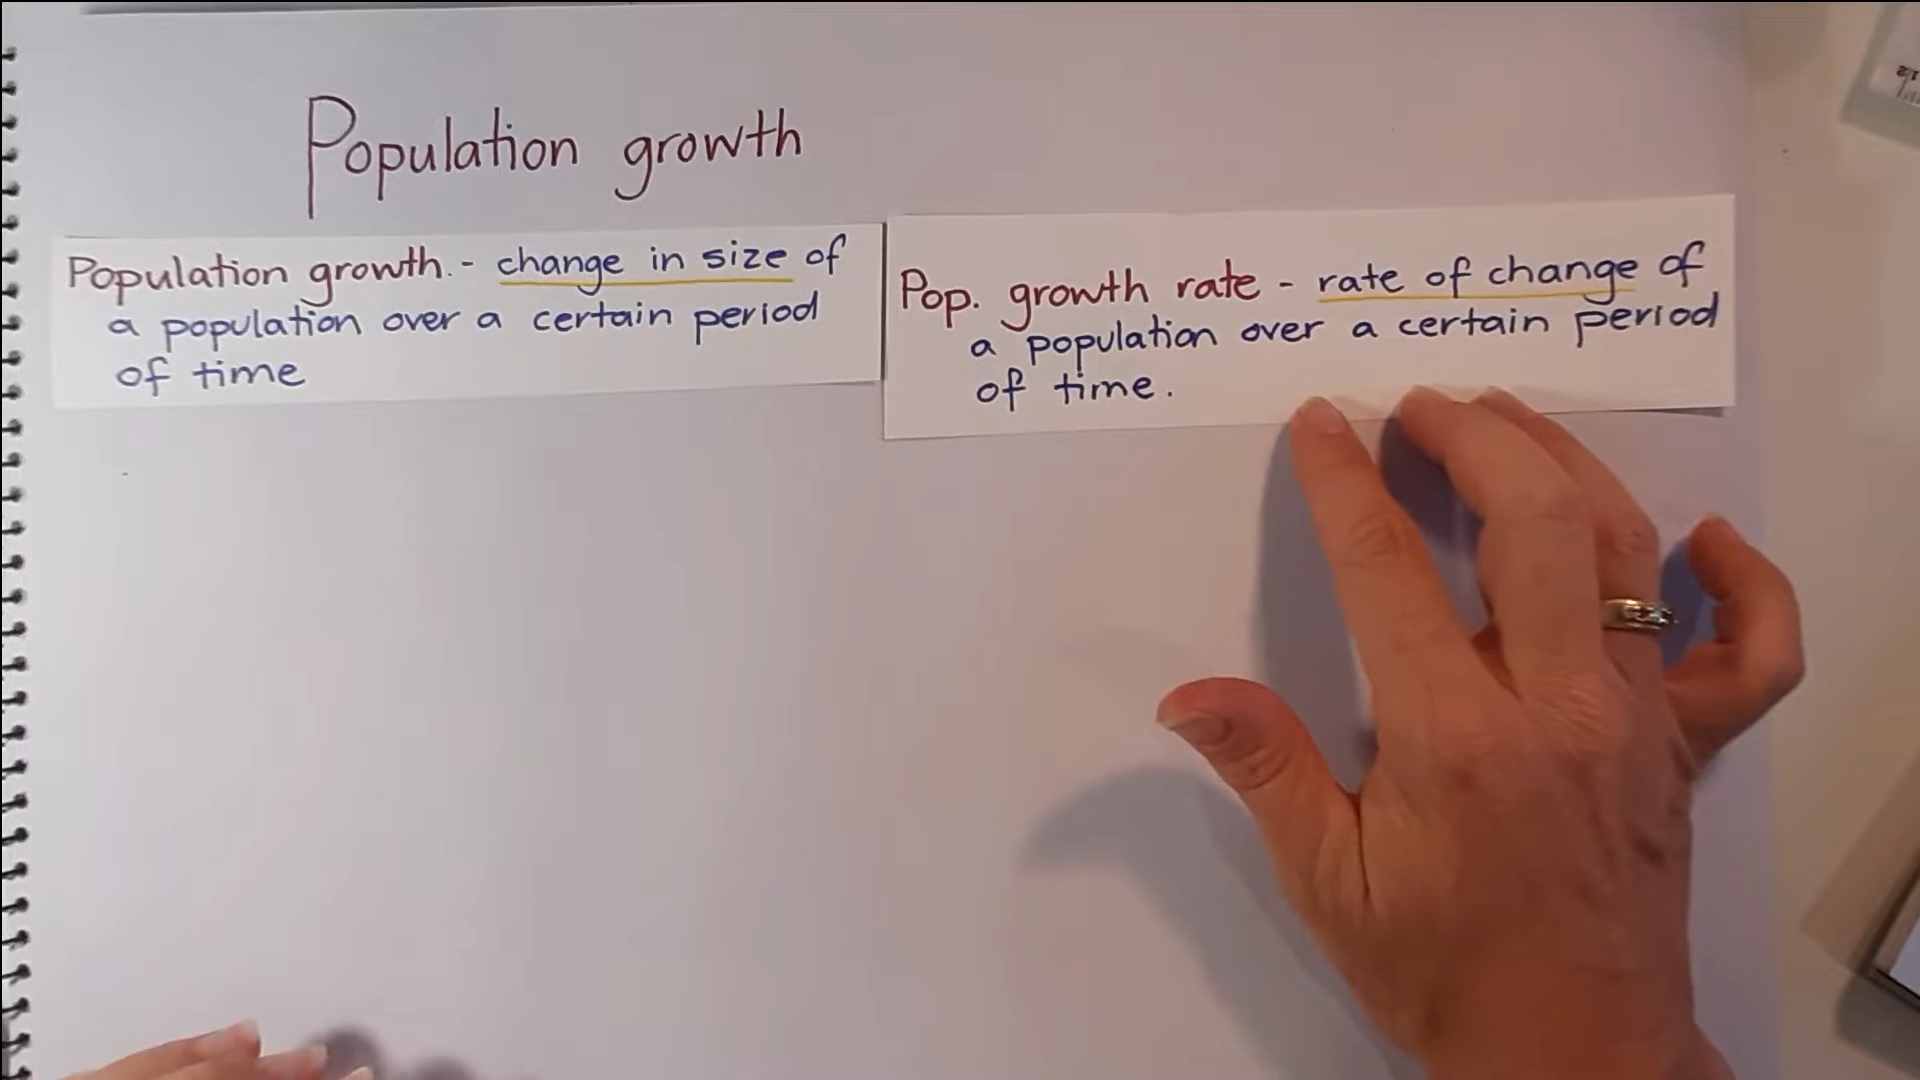 Population growth
Population growth. - change in size of
a population over a certain period
of time
Pop. growth rate - rate of change of
a population over a certain period
of time.